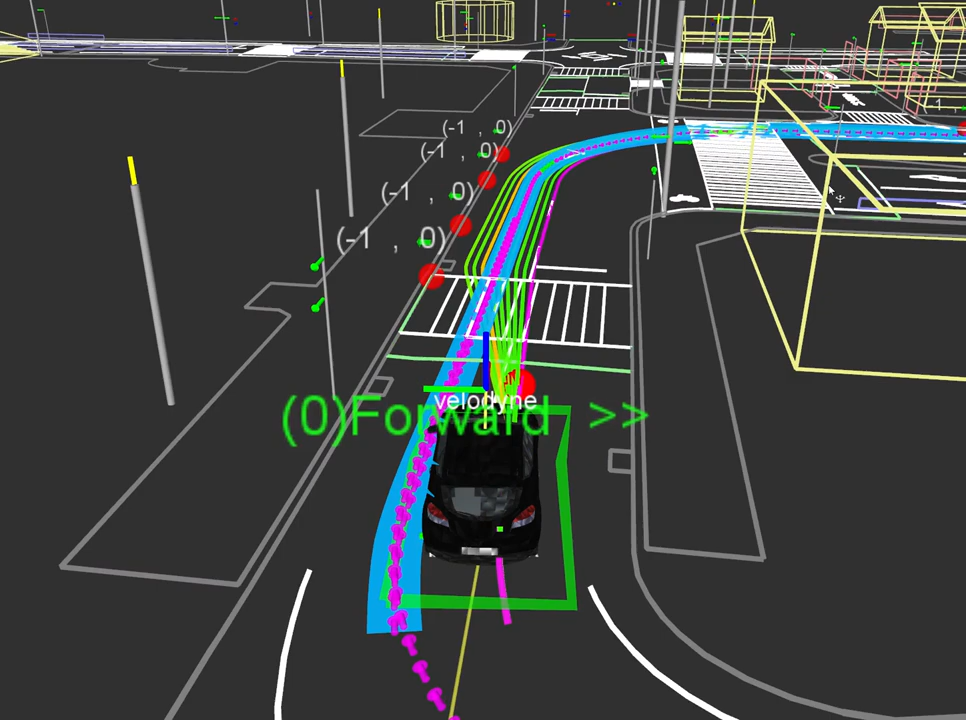 (-1 , 0)
(-1 , 0)
(-1 , 0)
(-1 , 0)
velodyne
(0)Forward >>